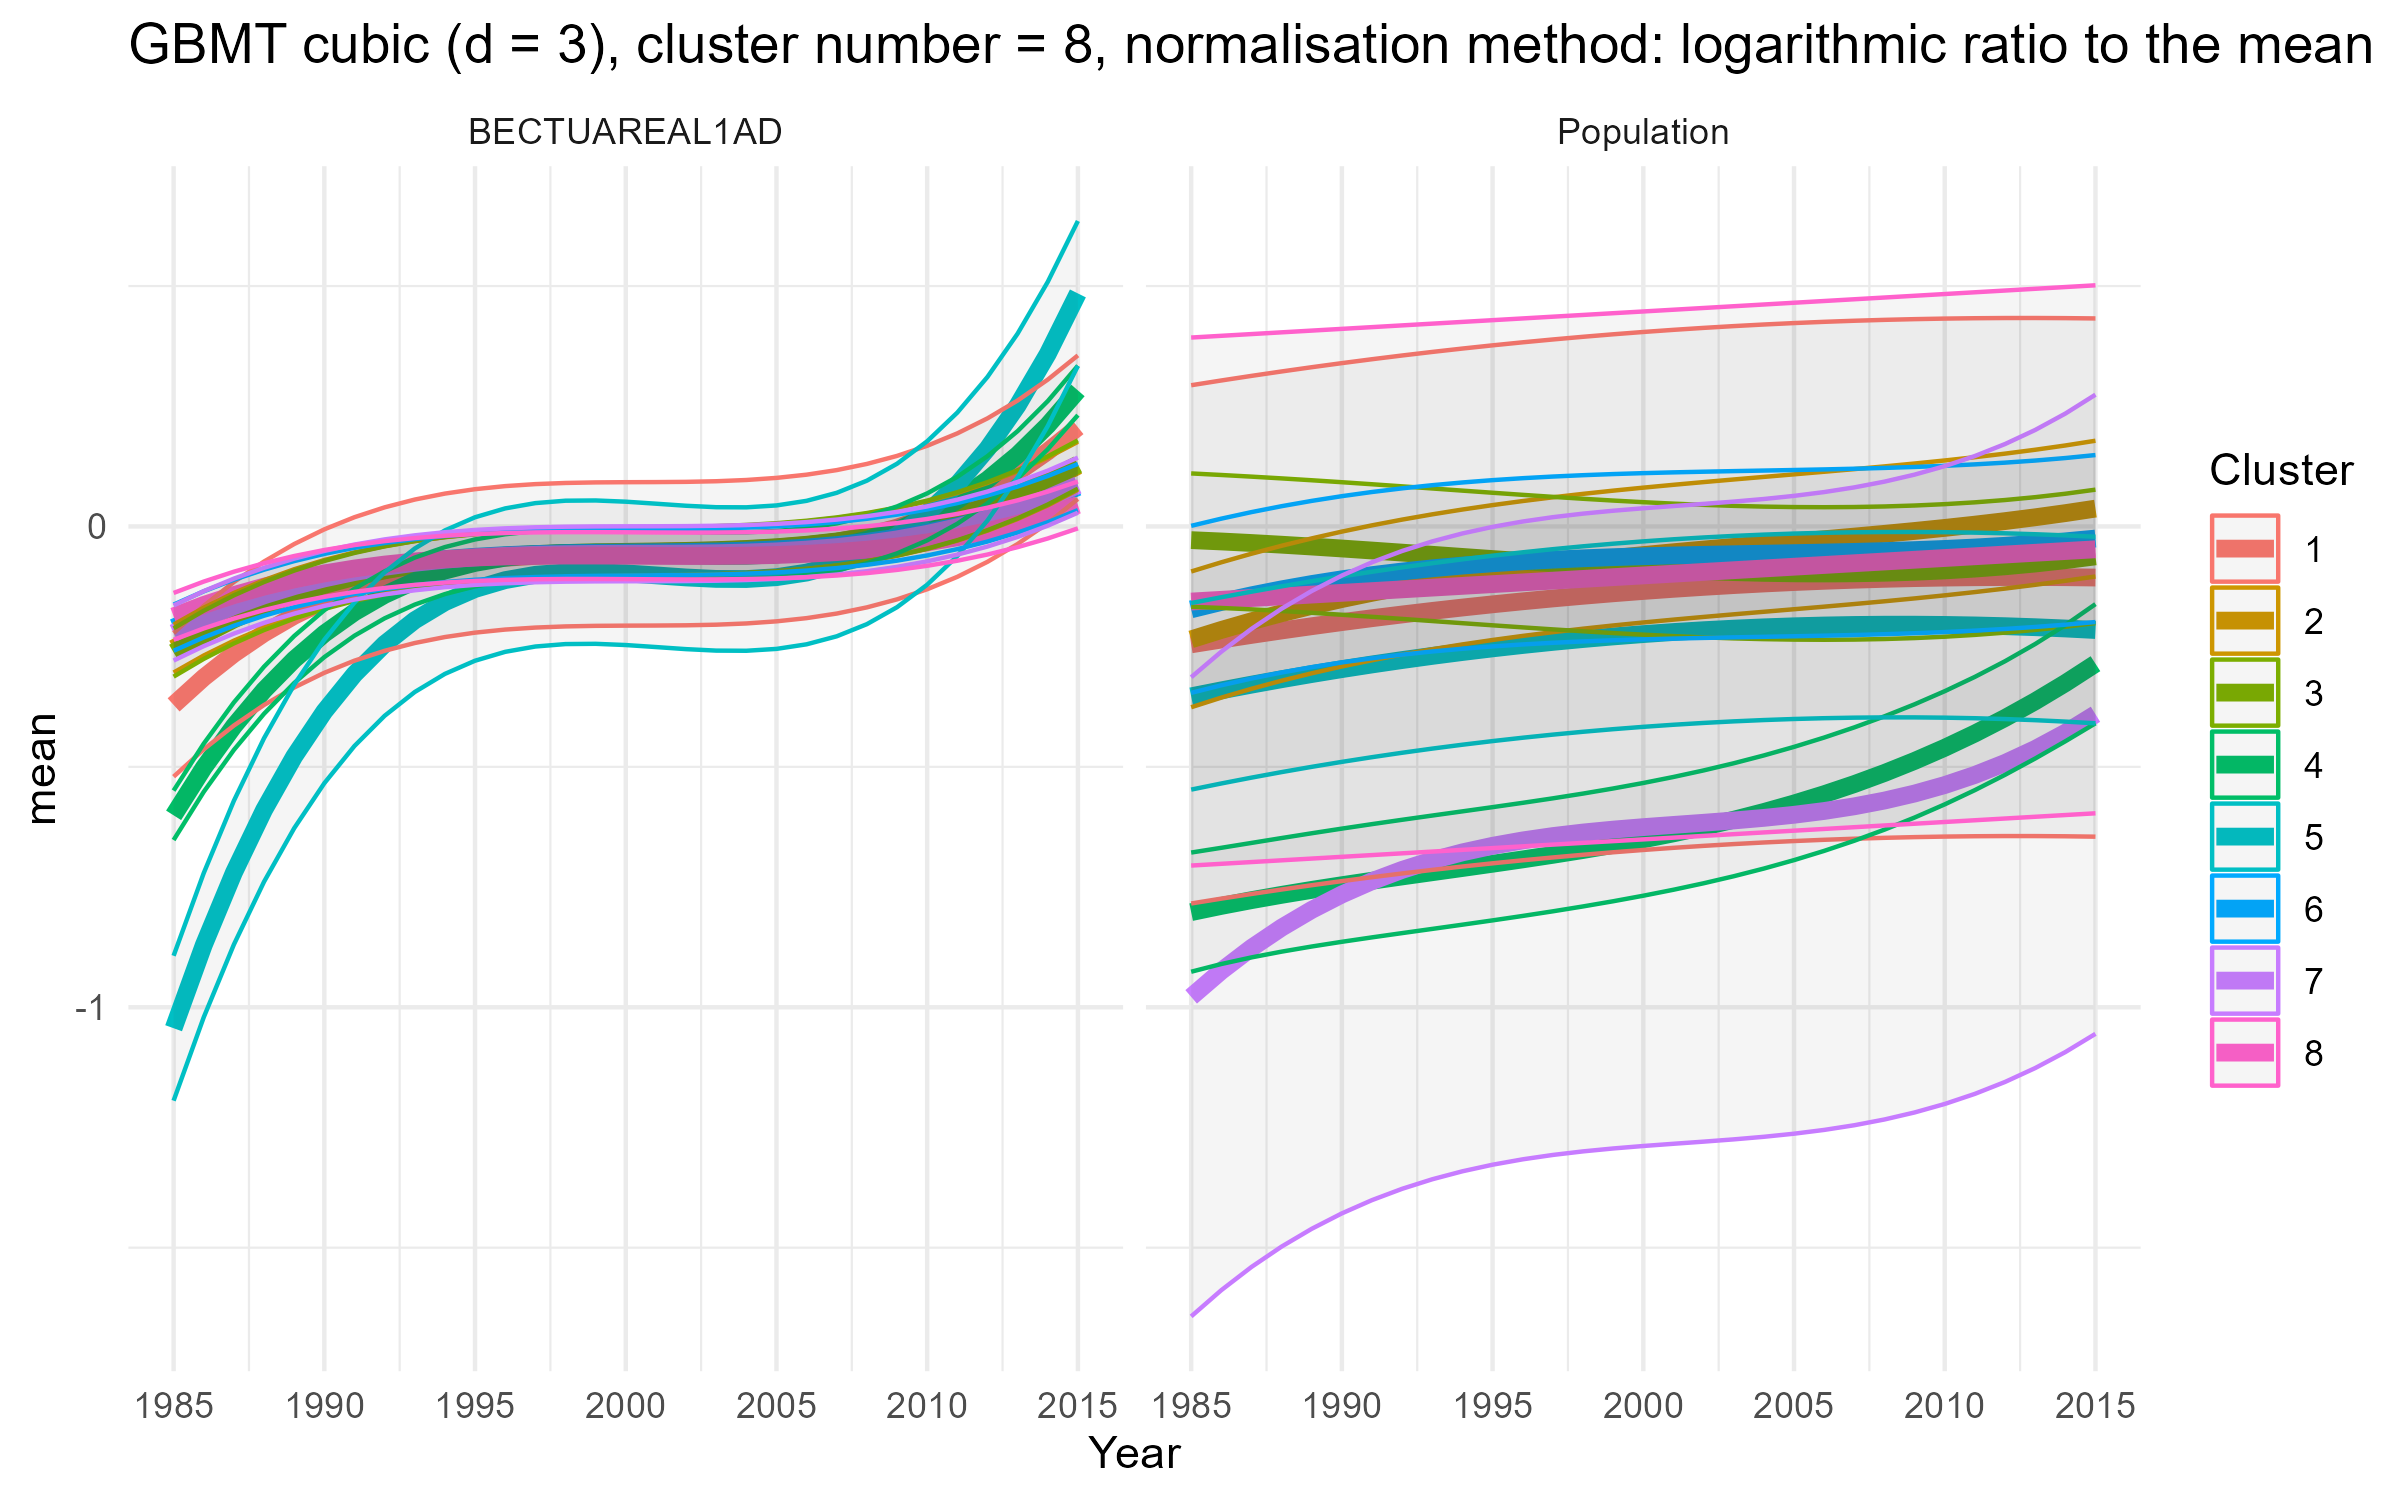 GBMT cubic (d = 3), cluster number = 8, normalisation method: logarithmic ratio to the mean
BECTUAREAL1AD
Population
mean
0
-1
1985 1990 1995 2000 2005 2010 2015
1985 1990 1995 2000 2005 2010 2015
Year
Cluster
1
2
3
4
5
6
7
8